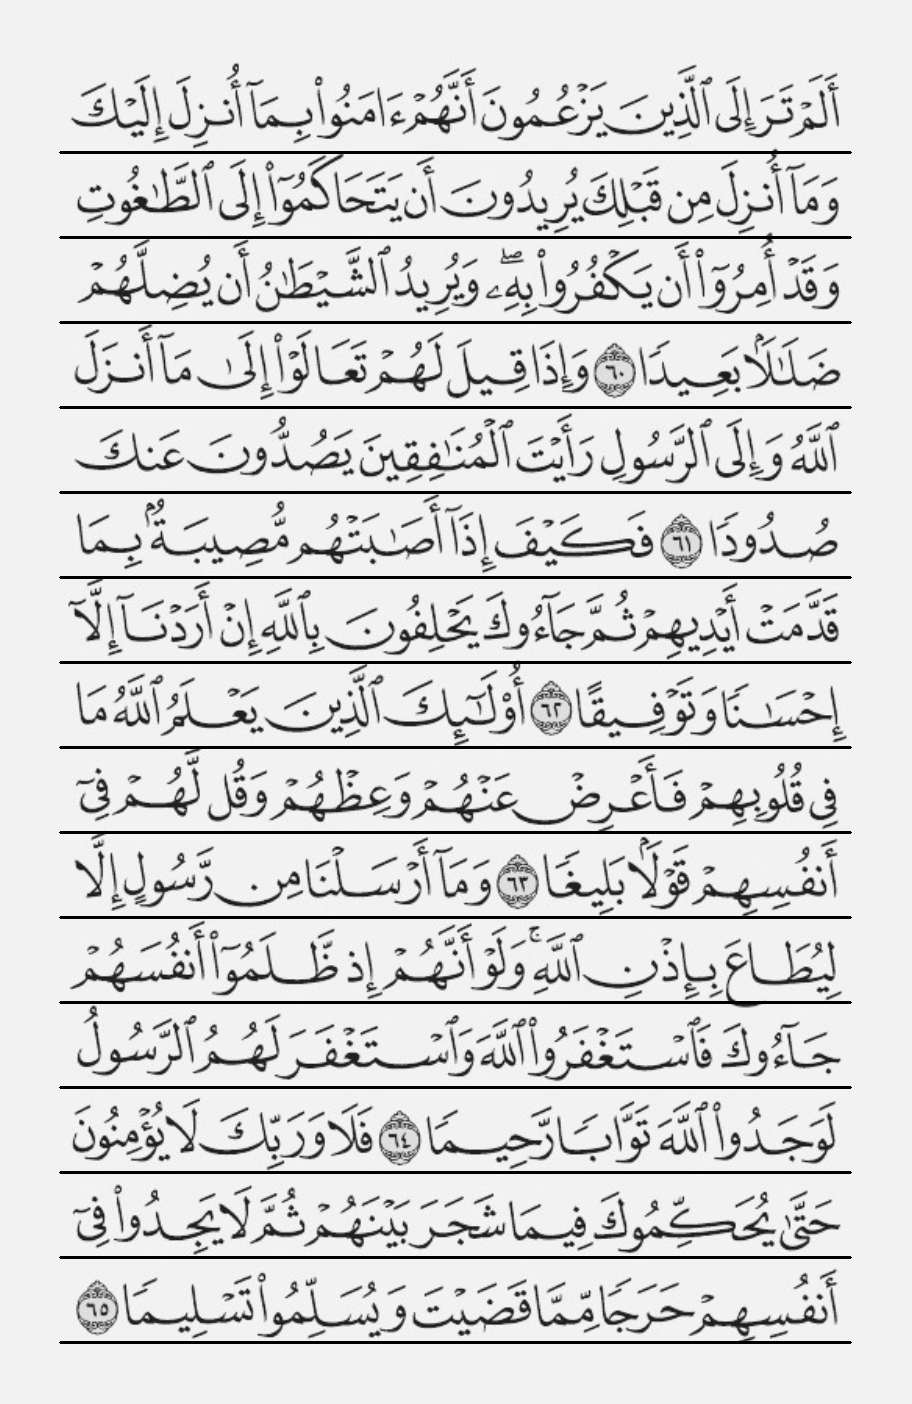 أَلَمْ تَرَ إِلَى ٱلَّذِينَ يَزْعُمُونَ أَنَّهُمْ ءَامَنُوا۟ بِمَآ أُنزِلَ إِلَيْكَ
وَمَآ أُنزِلَ مِن قَبْلِكَ يُرِيدُونَ أَن يَتَحَاكَمُوٓا۟ إِلَى ٱلطَّٰغُوتِ
وَقَدْ أُمِرُوٓا۟ أَن يَكْفُرُوا۟ بِهِۦۖ وَيُرِيدُ ٱلشَّيْطَٰنُ أَن يُضِلَّهُمْ
ضَلَٰلَۢا بَعِيدًا ٦٠ وَإِذَا قِيلَ لَهُمْ تَعَالَوْا۟ إِلَىٰ مَآ أَنزَلَ
ٱللَّهُ وَإِلَى ٱلرَّسُولِ رَأَيْتَ ٱلْمُنَٰفِقِينَ يَصُدُّونَ عَنكَ
صُدُودًا ٦١ فَكَيْفَ إِذَآ أَصَٰبَتْهُم مُّصِيبَةٌۢ بِمَا
قَدَّمَتْ أَيْدِيهِمْ ثُمَّ جَآءُوكَ يَحْلِفُونَ بِٱللَّهِ إِنْ أَرَدْنَآ إِلَّآ
إِحْسَٰنًا وَتَوْفِيقًا ٦٢ أُو۟لَٰٓئِكَ ٱلَّذِينَ يَعْلَمُ ٱللَّهُ مَا
فِى قُلُوبِهِمْ فَأَعْرِضْ عَنْهُمْ وَعِظْهُمْ وَقُل لَّهُمْ فِىٓ
أَنفُسِهِمْ قَوْلَۢا بَلِيغًا ٦٣ وَمَآ أَرْسَلْنَا مِن رَّسُولٍ إِلَّا
لِيُطَاعَ بِإِذْنِ ٱللَّهِۚ وَلَوْ أَنَّهُمْ إِذ ظَّلَمُوٓا۟ أَنفُسَهُمْ
جَآءُوكَ فَٱسْتَغْفَرُوا۟ ٱللَّهَ وَٱسْتَغْفَرَ لَهُمُ ٱلرَّسُولُ
لَوَجَدُوا۟ ٱللَّهَ تَوَّابًا رَّحِيمًا ٦٤ فَلَا وَرَبِّكَ لَا يُؤْمِنُونَ
حَتَّىٰ يُحَكِّمُوكَ فِيمَا شَجَرَ بَيْنَهُمْ ثُمَّ لَا يَجِدُوا۟ فِىٓ
أَنفُسِهِمْ حَرَجًا مِّمَّا قَضَيْتَ وَيُسَلِّمُوا۟ تَسْلِيمًا ٦٥